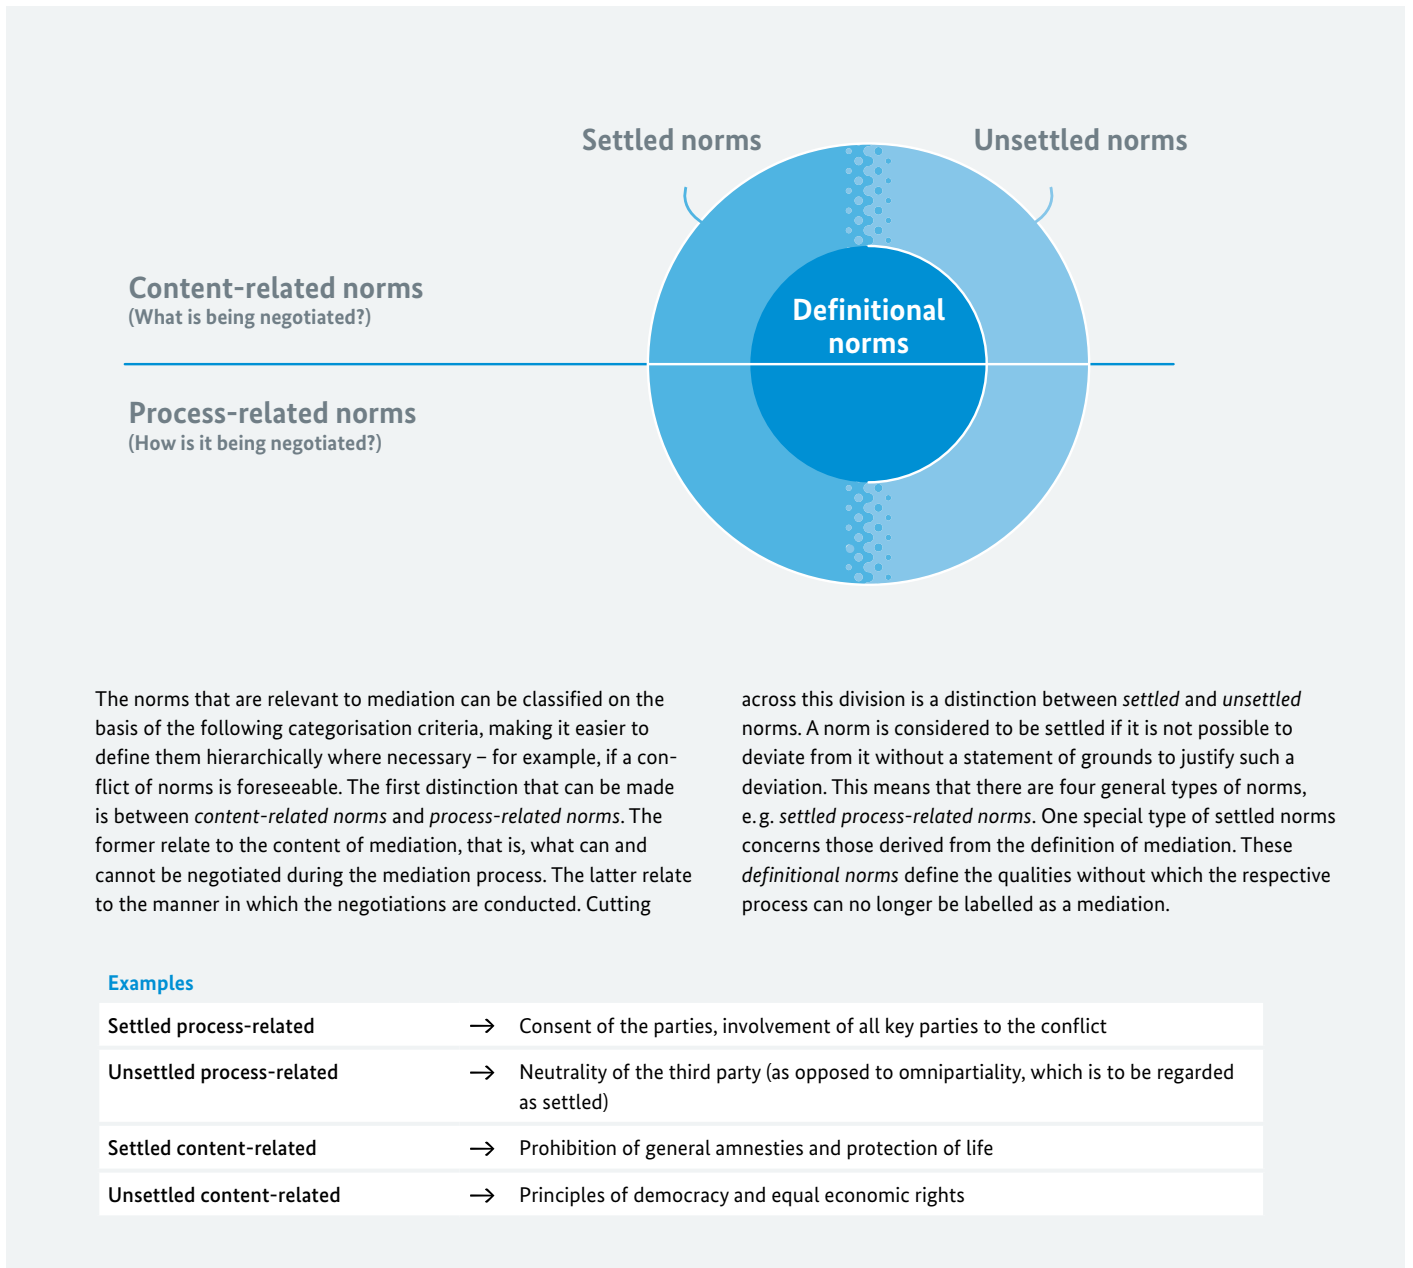 Settled norms
Unsettled norms
Content-related norms
(What is being negotiated?)
Definitional
norms
Process-related norms
(How is it being negotiated?)
The norms that are relevant to mediation can be classified on the
basis of the following categorisation criteria, making it easier to
define them hierarchically where necessary – for example, if a con-
flict of norms is foreseeable. The first distinction that can be made
is between content-related norms and process-related norms. The
former relate to the content of mediation, that is, what can and
cannot be negotiated during the mediation process. The latter relate
to the manner in which the negotiations are conducted. Cutting
across this division is a distinction between settled and unsettled
norms. A norm is considered to be settled if it is not possible to
deviate from it without a statement of grounds to justify such a
deviation. This means that there are four general types of norms,
e. g. settled process-related norms. One special type of settled norms
concerns those derived from the definition of mediation. These
definitional norms define the qualities without which the respective
process can no longer be labelled as a mediation.
Examples
Settled process-related → Consent of the parties, involvement of all key parties to the conflict
Unsettled process-related → Neutrality of the third party (as opposed to omnipartiality, which is to be regarded
as settled)
Settled content-related → Prohibition of general amnesties and protection of life
Unsettled content-related → Principles of democracy and equal economic rights